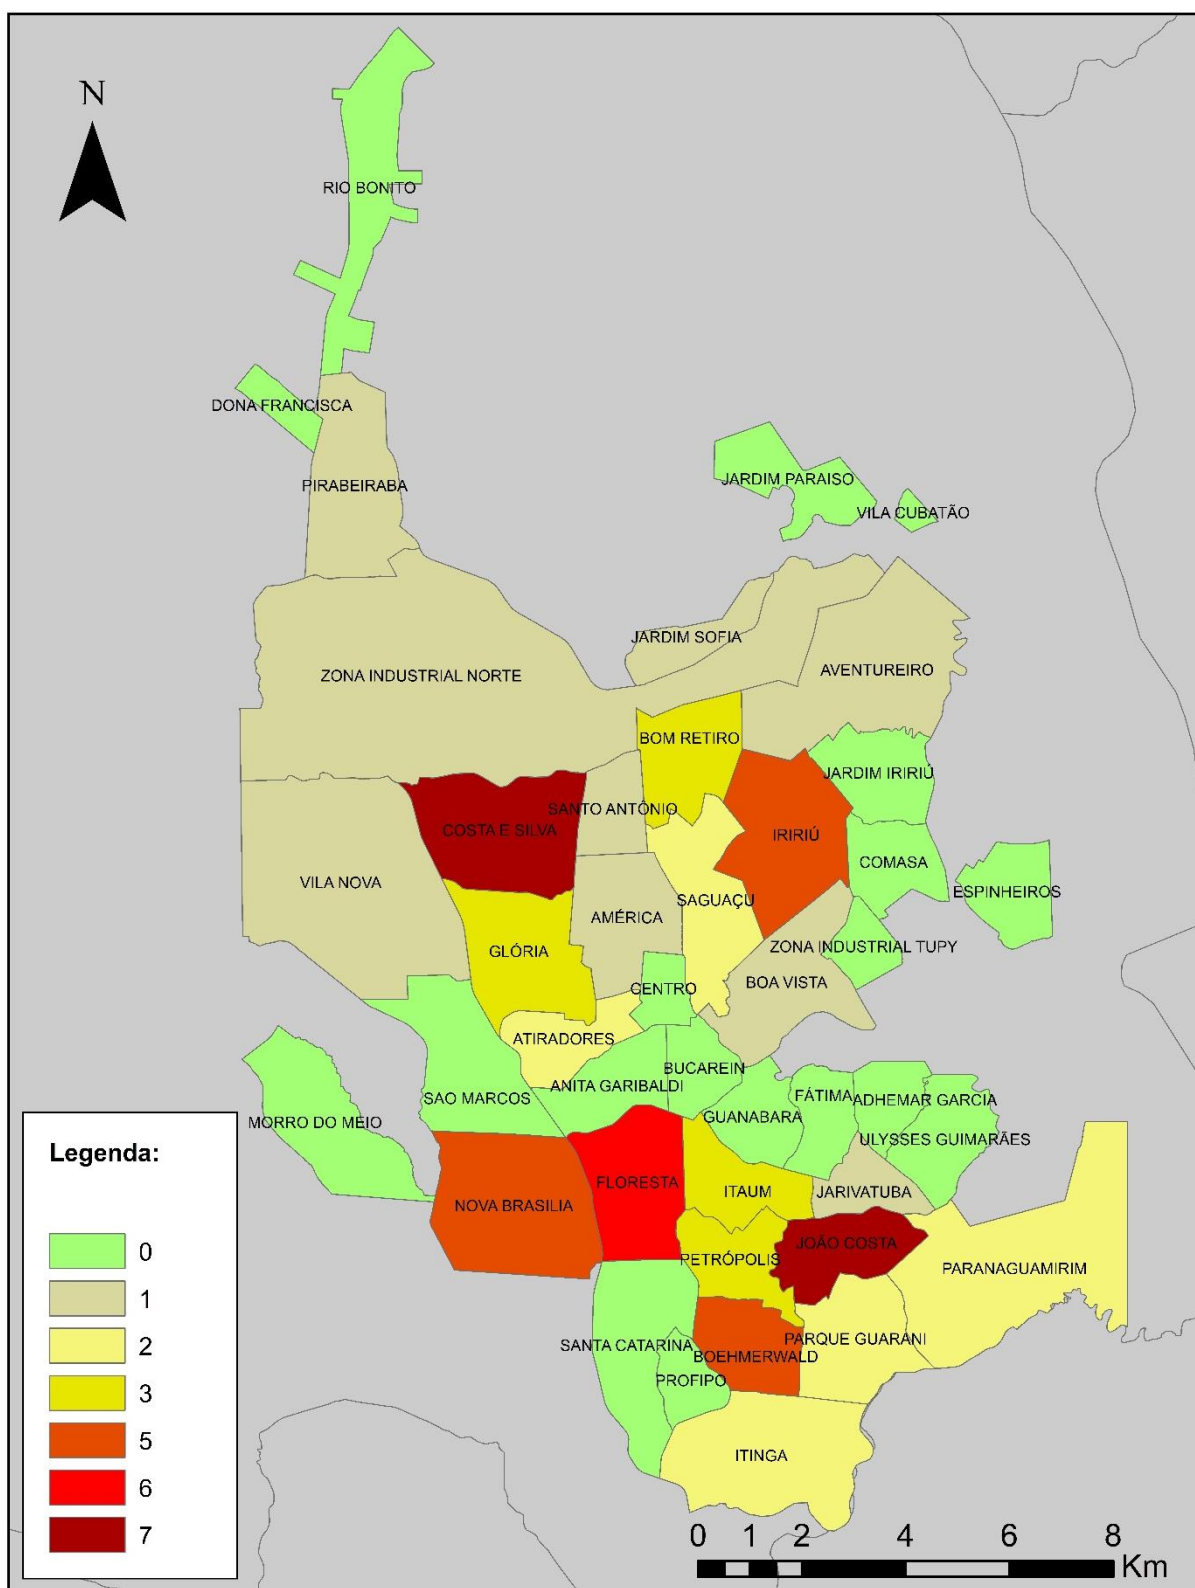 N
RIO BONITO
DONA FRANCISCA
PIRABEIRABA
JARDIM PARAISO
VILA CUBATÃO
JARDIM SOFIA
AVENTUREIRO
ZONA INDUSTRIAL NORTE
BOM RETIRO
JARDIM IRIRIÚ
SANTO ANTÔNIO
COSTA E SILVA
IRIRIÚ
COMASA
VILA NOVA
ESPINHEIROS
SAGUAÇU
AMÉRICA
ZONA INDUSTRIAL TUPY
GLÓRIA
BOA VISTA
CENTRO
ATIRADORES
BUCAREIN
ANITA GARIBALDI
SAO MARCOS
FÁTIMA
ADHEMAR GARCIA
GUANABARA
MORRO DO MEIO
ULYSSES GUIMARÃES
FLORESTA
ITAUM
JARIVATUBA
NOVA BRASILIA
JOÃO COSTA
PETRÓPOLIS
PARANAGUAMIRIM
PARQUE GUARANI
SANTA CATARINA
BOEHMERWALD
PROFIPO
ITINGA
Legenda:
0
1
2
3
5
6
7
0 1 2 4 6 8
Km